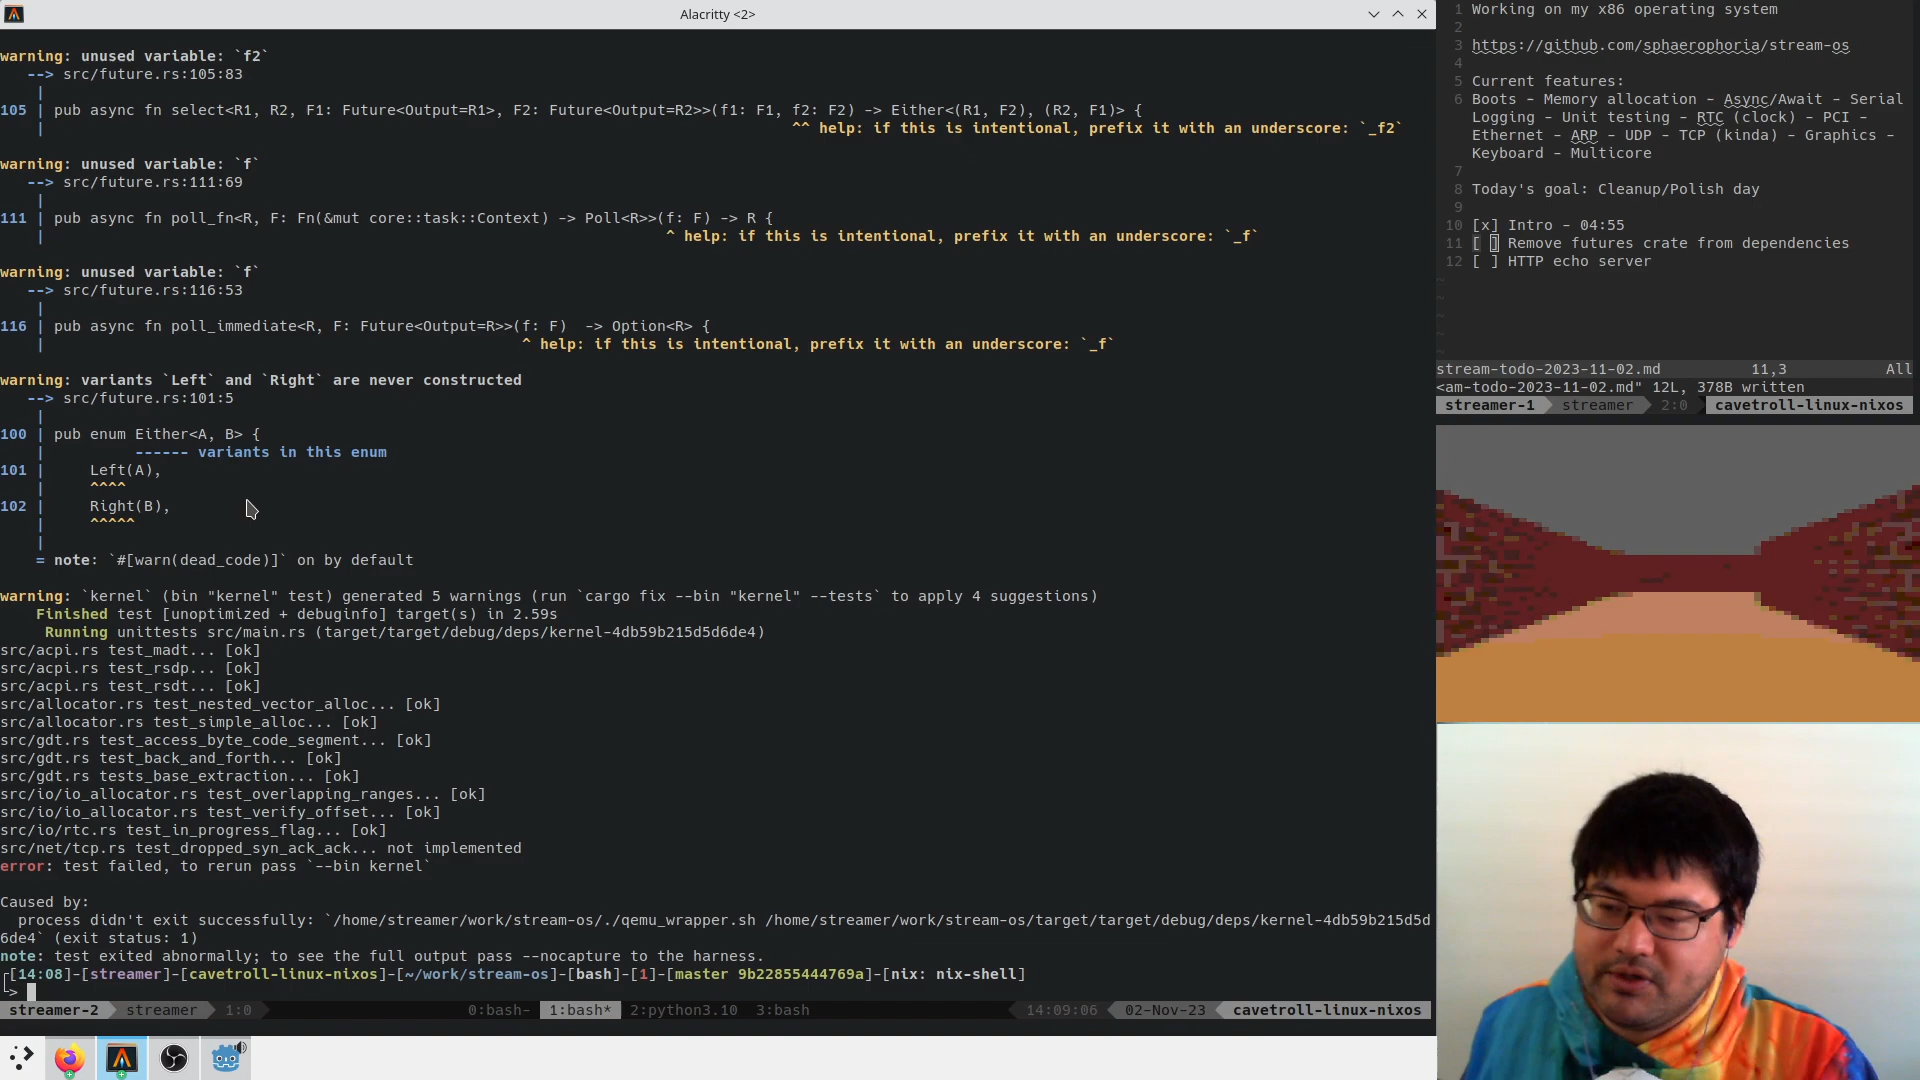 Alacritty <2>
warning: unused variable: `f2`
--> src/future.rs:105:83
|
105 | pub async fn select<R1, R2, F1: Future<Output=R1>, F2: Future<Output=R2>>(f1: F1, f2: F2) -> Either<(R1, F2), (R2, F1)> {
| ^^ help: if this is intentional, prefix it with an underscore: `_f2`
warning: unused variable: `f`
--> src/future.rs:111:69
|
111 | pub async fn poll_fn<R, F: Fn(&mut core::task::Context) -> Poll<R>>(f: F) -> R {
| ^ help: if this is intentional, prefix it with an underscore: `_f`
warning: unused variable: `f`
--> src/future.rs:116:53
|
116 | pub async fn poll_immediate<R, F: Future<Output=R>>(f: F)  -> Option<R> {
| ^ help: if this is intentional, prefix it with an underscore: `_f`
warning: variants `Left` and `Right` are never constructed
--> src/future.rs:101:5
|
100 | pub enum Either<A, B> {
| ------ variants in this enum
101 | Left(A),
| ^^^^
102 | Right(B),
| ^^^^^
|
= note: `#[warn(dead_code)]` on by default
warning: `kernel` (bin "kernel" test) generated 5 warnings (run `cargo fix --bin "kernel" --tests` to apply 4 suggestions)
Finished test [unoptimized + debuginfo] target(s) in 2.59s
Running unittests src/main.rs (target/target/debug/deps/kernel-4db59b215d5d6de4)
src/acpi.rs test_madt... [ok]
src/acpi.rs test_rsdp... [ok]
src/acpi.rs test_rsdt... [ok]
src/allocator.rs test_nested_vector_alloc... [ok]
src/allocator.rs test_simple_alloc... [ok]
src/gdt.rs test_access_byte_code_segment... [ok]
src/gdt.rs test_back_and_forth... [ok]
src/gdt.rs tests_base_extraction... [ok]
src/io/io_allocator.rs test_overlapping_ranges... [ok]
src/io/io_allocator.rs test_verify_offset... [ok]
src/io/rtc.rs test_in_progress_flag... [ok]
src/net/tcp.rs test_dropped_syn_ack_ack... not implemented
error: test failed, to rerun pass `--bin kernel`
Caused by:
process didn't exit successfully: `/home/streamer/work/stream-os/./qemu_wrapper.sh /home/streamer/work/stream-os/target/target/debug/deps/kernel-4db59b215d5d
6de4` (exit status: 1)
note: test exited abnormally; to see the full output pass --nocapture to the harness.
┌[14:08]-[streamer]-[cavetroll-linux-nixos]-[~/work/stream-os]-[bash]-[1]-[master 9b22855444769a]-[nix: nix-shell]
└>
streamer-2 streamer 1:0 0:bash- 1:bash* 2:python3.10 3:bash 14:09:06 02-Nov-23 cavetroll-linux-nixos
1 Working on my x86 operating system
2
3 https://github.com/sphaerophoria/stream-os
4
5 Current features:
6 Boots - Memory allocation - Async/Await - Serial
Logging - Unit testing - RTC (clock) - PCI -
Ethernet - ARP - UDP - TCP (kinda) - Graphics -
Keyboard - Multicore
7
8 Today's goal: Cleanup/Polish day
9
10 [x] Intro - 04:55
11 [ ] Remove futures crate from dependencies
12 [ ] HTTP echo server
~
~
~
~
~
stream-todo-2023-11-02.md 11,3 All
<am-todo-2023-11-02.md" 12L, 378B written
streamer-1 streamer 2:0 cavetroll-linux-nixos